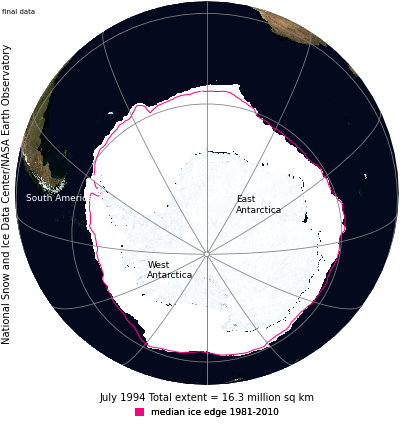 final data
National Snow and Ice Data Center/NASA Earth Observatory
South America
East
Antarctica
West
Antarctica
July 1994 Total extent = 16.3 million sq km
median ice edge 1981-2010